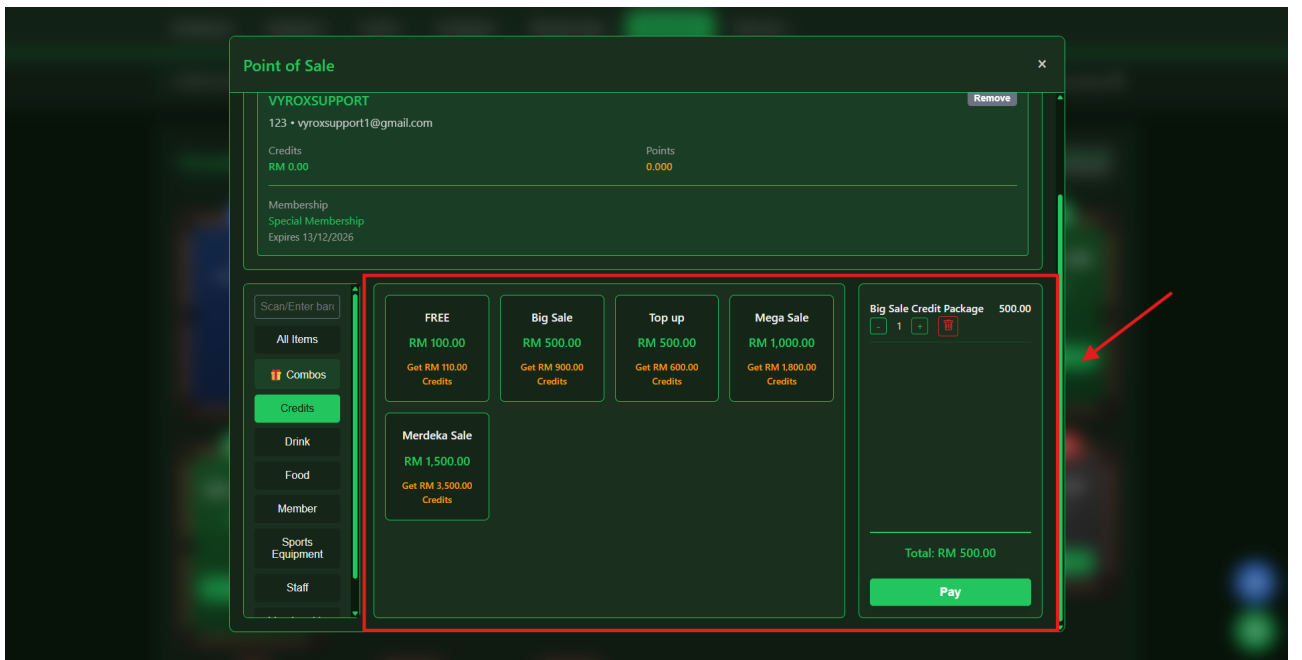 Point of Sale
×
VYROXSUPPORT
Remove
123 • vyroxsupport1@gmail.com
Credits
Points
RM 0.00
0.000
Membership
Special Membership
Expires 13/12/2026
Scan/Enter barc
All Items
Combos
Credits
Drink
Food
Member
Sports
Equipment
Staff
FREE
RM 100.00
Get RM 110.00
Credits
Big Sale
RM 500.00
Get RM 900.00
Credits
Top up
RM 500.00
Get RM 600.00
Credits
Mega Sale
RM 1,000.00
Get RM 1,800.00
Credits
Merdeka Sale
RM 1,500.00
Get RM 3,500.00
Credits
Big Sale Credit Package 500.00
- 1 +
Total: RM 500.00
Pay